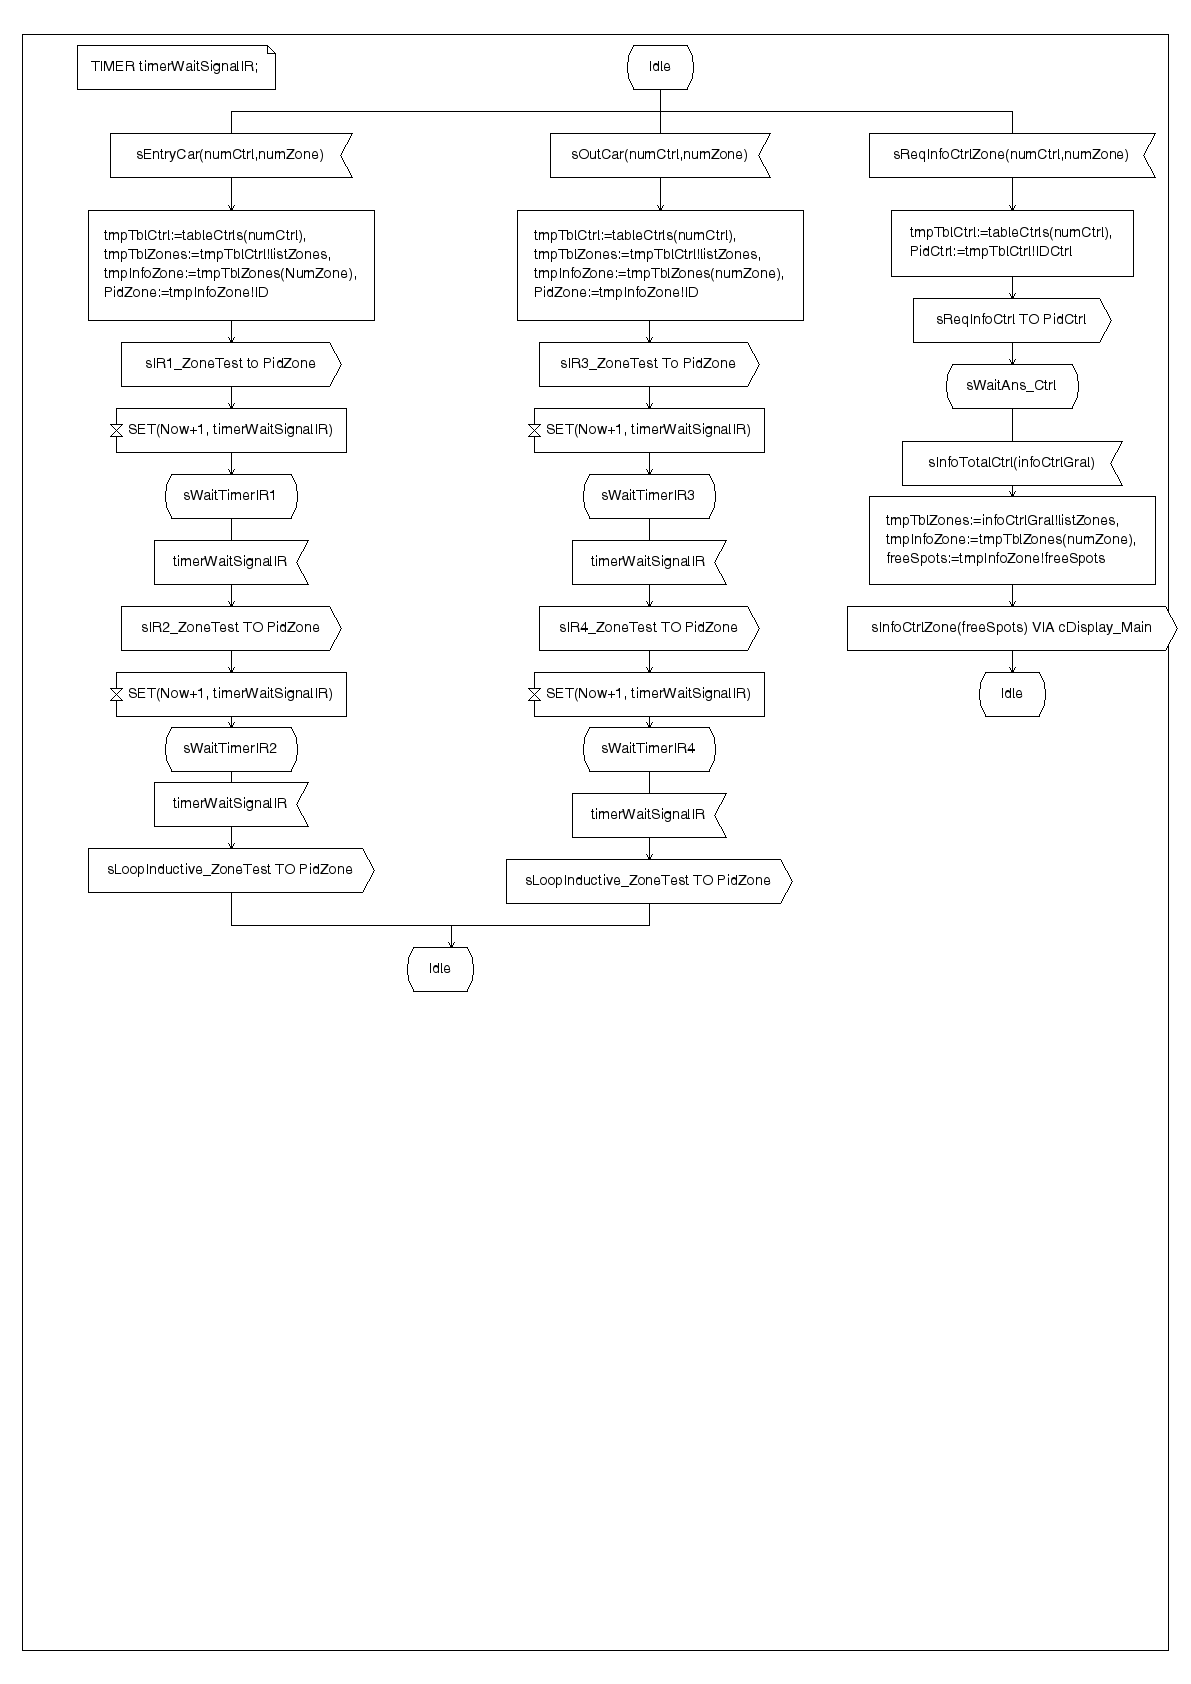 TIMER timerWaitSignalIR;
Idle
sEntryCar(numCtrl,numZone)
tmpTblCtrl:=tableCtrls(numCtrl),
tmpTblZones:=tmpTblCtrl!listZones,
tmpInfoZone:=tmpTblZones(NumZone),
PidZone:=tmpInfoZone!ID
sIR1_ZoneTest to PidZone
SET(Now+1, timerWaitSignalIR)
sWaitTimerIR1
timerWaitSignalIR
sIR2_ZoneTest TO PidZone
SET(Now+1, timerWaitSignalIR)
sWaitTimerIR2
timerWaitSignalIR
sLoopInductive_ZoneTest TO PidZone
sOutCar(numCtrl,numZone)
tmpTblCtrl:=tableCtrls(numCtrl),
tmpTblZones:=tmpTblCtrl!listZones,
tmpInfoZone:=tmpTblZones(numZone),
PidZone:=tmpInfoZone!ID
sIR3_ZoneTest To PidZone
SET(Now+1, timerWaitSignalIR)
sWaitTimerIR3
timerWaitSignalIR
sIR4_ZoneTest TO PidZone
SET(Now+1, timerWaitSignalIR)
sWaitTimerIR4
timerWaitSignalIR
sLoopInductive_ZoneTest TO PidZone
Idle
sReqInfoCtrlZone(numCtrl,numZone)
tmpTblCtrl:=tableCtrls(numCtrl),
PidCtrl:=tmpTblCtrl!IDCtrl
sReqInfoCtrl TO PidCtrl
sWaitAns_Ctrl
sInfoTotalCtrl(infoCtrlGral)
tmpTblZones:=infoCtrlGral!listZones,
tmpInfoZone:=tmpTblZones(numZone),
freeSpots:=tmpInfoZone!freeSpots
sInfoCtrlZone(freeSpots) VIA cDisplay_Main
Idle